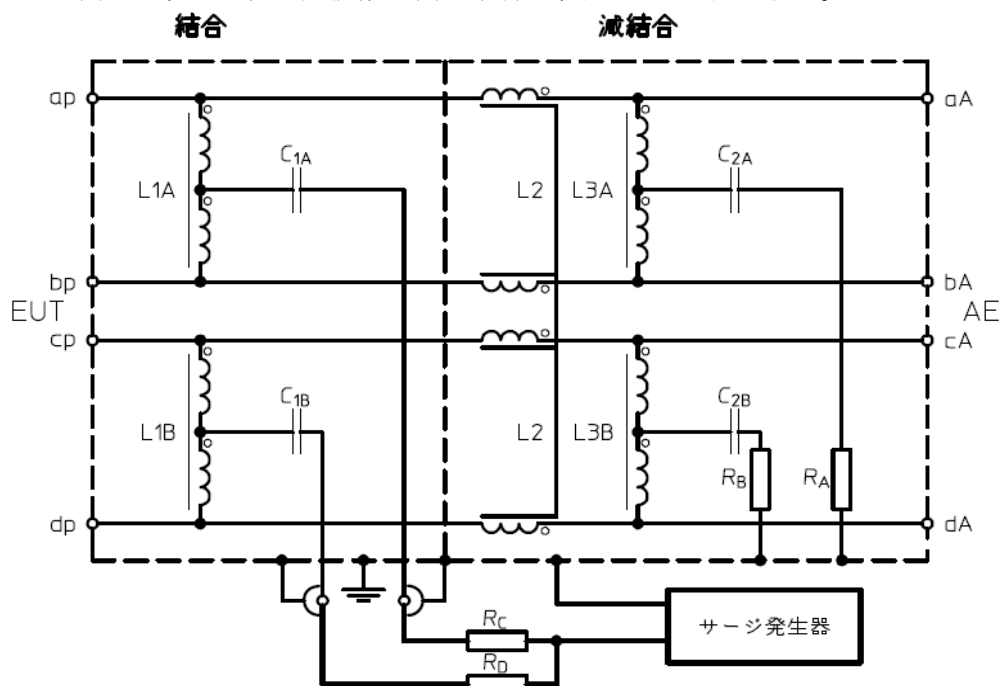 結合 減結合
ap aA
C1A C2A
L1A L2 L3A
bp bA
EUT AE
cp cA
C1B C2B
L1B L2 L3B
RB RA
dp dA
RC
サージ発生器
RD